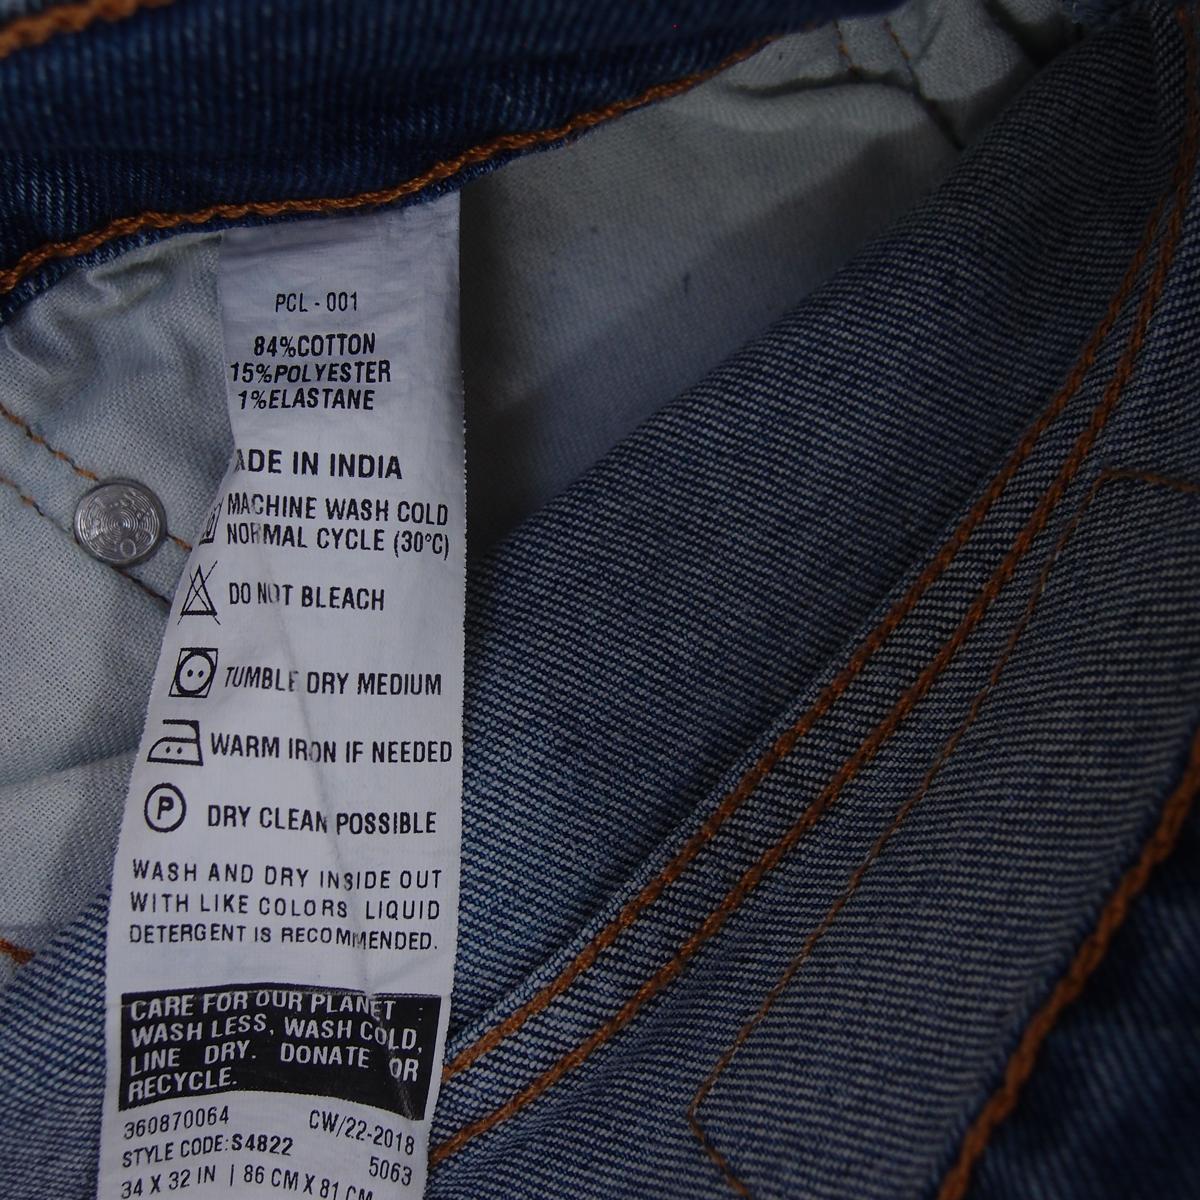 PCL - 001
84%COTTON
15%POLYESTER
1%ELASTANE
ADE IN INDIA
MACHINE WASH COLD
NORMAL CYCLE (30°C)
DO NOT BLEACH
TUMBLE DRY MEDIUM
WARM IRON IF NEEDED
P DRY CLEAN POSSIBLE
WASH AND DRY INSIDE OUT
WITH LIKE COLORS LIQUID
DETERGENT IS RECOMMENDED.
CARE FOR OUR PLANET :
WASH LESS, WASH COLD,
LINE DRY. DONATE OR
RECYCLE.
360870064 CW/22-2018
STYLE CODE:S4822 5063
34 X 32 IN | 86 CM X 81 CM